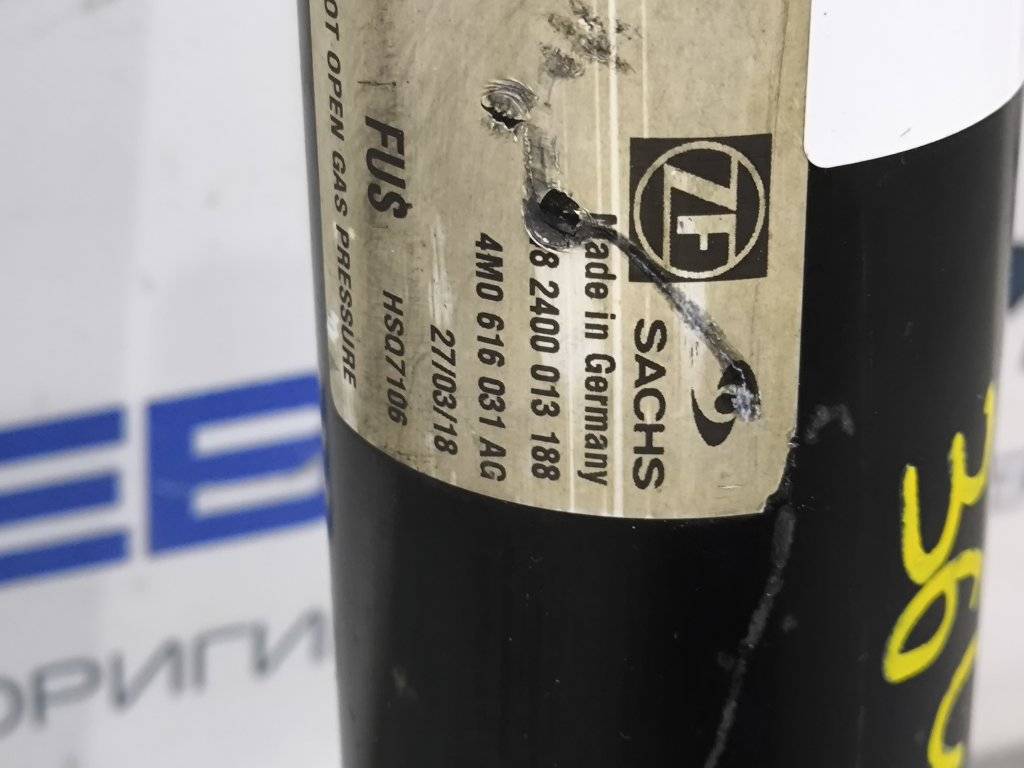 ZF
SACHS
Made in Germany
8 2400 013 188
4M0 616 031 AG
27/03/18
FUS HSQ7106
OT OPEN GAS PRESSURE
ЕВ
ОРИГИ